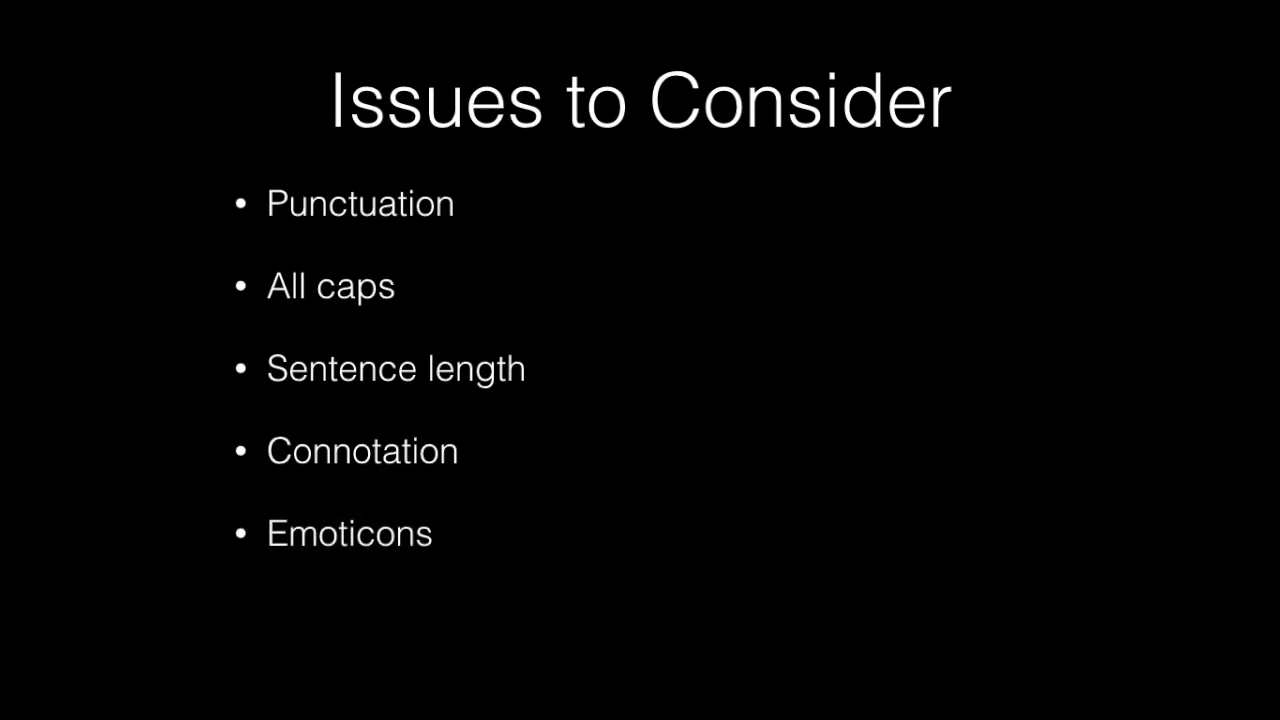 Issues to Consider
• Punctuation
• All caps
• Sentence length
• Connotation
• Emoticons